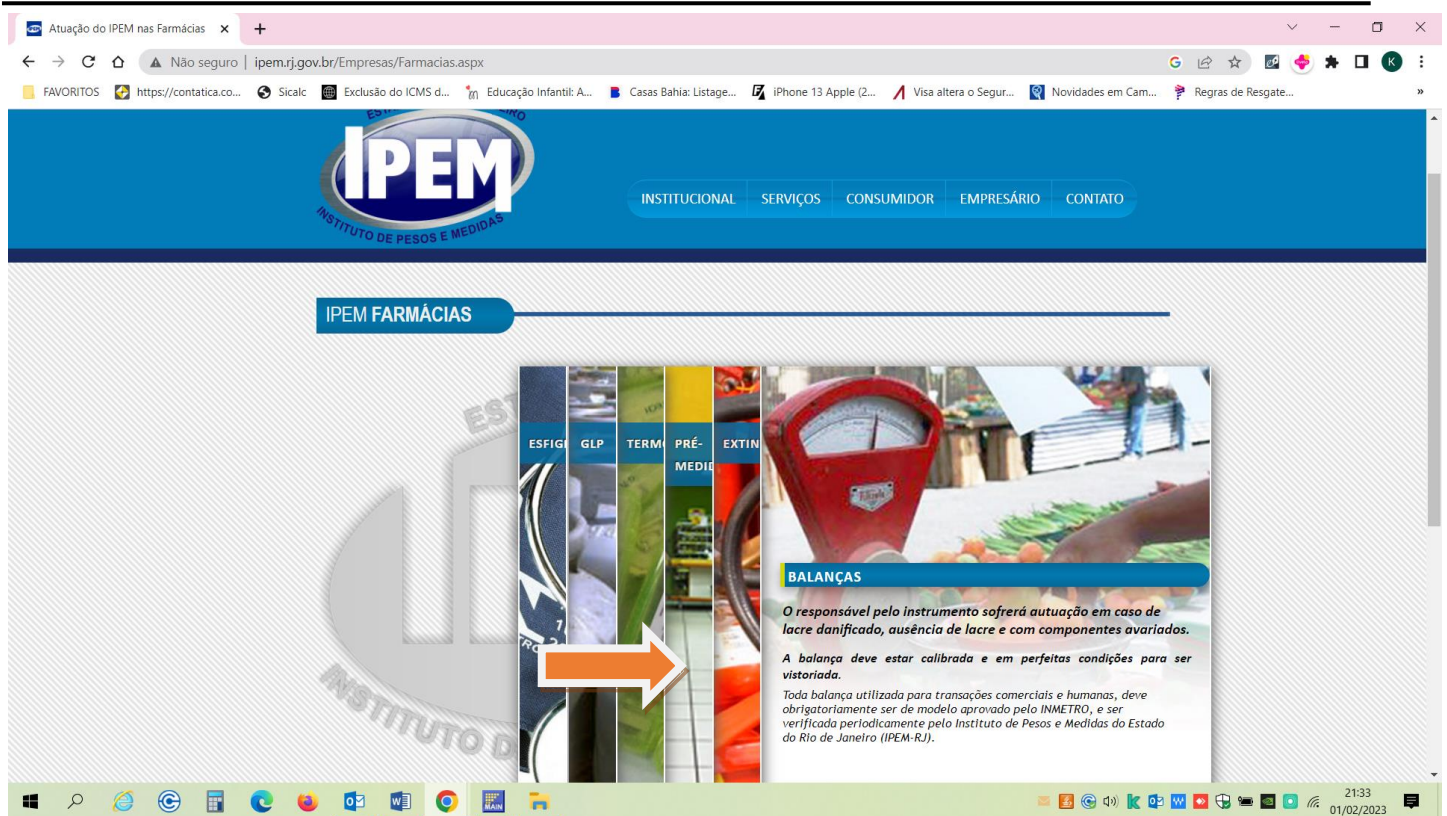 Atuação do IPEM nas Farmácias
Não seguro | ipem.rj.gov.br/Empresas/Farmacias.aspx
K
FAVORITOS https://contatica.co... Sicalc Exclusão do ICMS d... Educação Infantil: A... Casas Bahia: Listage... iPhone 13 Apple (2... Visa altera o Segur... Novidades em Cam... Regras de Resgate... »
IPEM
INSTITUTO DE PESOS E MEDIDAS
INSTITUCIONAL SERVIÇOS CONSUMIDOR EMPRESÁRIO CONTATO
IPEM FARMÁCIAS
ESFIG GLP TERM PRÉ- EXTIN
MEDI
BALANÇAS
O responsável pelo instrumento sofrerá autuação em caso de
lacre danificado, ausência de lacre e com componentes avariados.
A balança deve estar calibrada e em perfeitas condições para ser
vistoriada.
Toda balança utilizada para transações comerciais e humanas, deve
obrigatoriamente ser de modelo aprovado pelo INMETRO, e ser
verificada periodicamente pelo Instituto de Pesos e Medidas do Estado
do Rio de Janeiro (IPEM-RJ).
INSTITUTO D
MAIN
21:33
01/02/2023